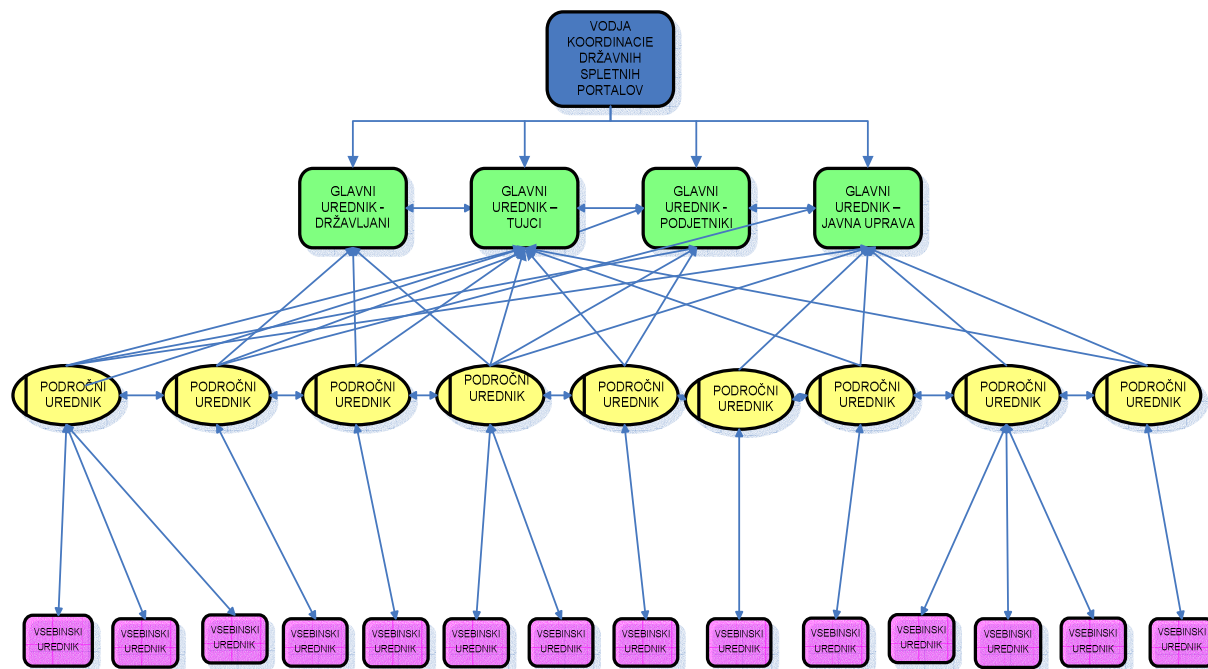 VODJA
KOORDINACIE
DRŽAVNIH
SPLETNIH
PORTALOV
GLAVNI
UREDNIK -
DRŽAVLJANI
GLAVNI
UREDNIK –
TUJCI
GLAVNI
UREDNIK -
PODJETNIKI
GLAVNI
UREDNIK –
JAVNA UPRAVA
PODROČNI
UREDNIK
PODROČNI
UREDNIK
PODROČNI
UREDNIK
PODROČNI
UREDNIK
PODROČNI
UREDNIK
PODROČNI
UREDNIK
PODROČNI
UREDNIK
PODROČNI
UREDNIK
PODROČNI
UREDNIK
VSEBINSKI
UREDNIK
VSEBINSKI
UREDNIK
VSEBINSKI
UREDNIK
VSEBINSKI
UREDNIK
VSEBINSKI
UREDNIK
VSEBINSKI
UREDNIK
VSEBINSKI
UREDNIK
VSEBINSKI
UREDNIK
VSEBINSKI
UREDNIK
VSEBINSKI
UREDNIK
VSEBINSKI
UREDNIK
VSEBINSKI
UREDNIK
VSEBINSKI
UREDNIK
VSEBINSKI
UREDNIK